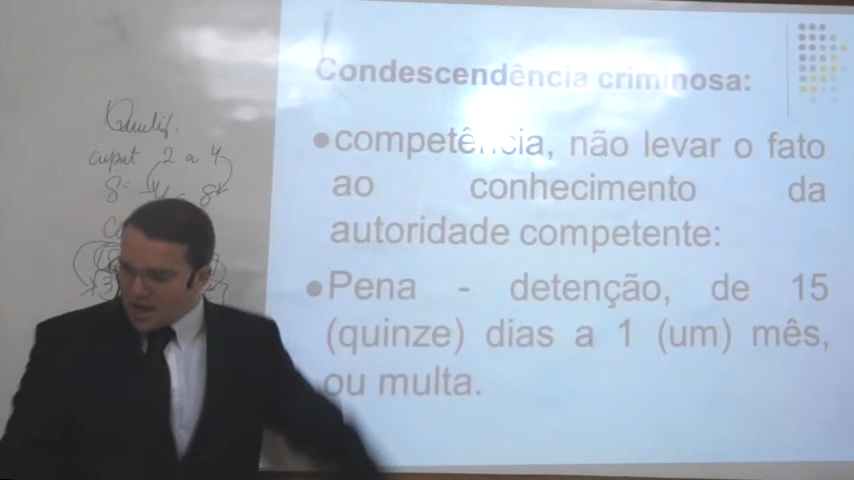 Condescendência criminosa:
competência, não levar o fato
ao conhecimento da
autoridade competente:
Pena - detenção, de 15
(quinze) dias a 1 (um) mês,
ou multa.
Qualif.
caput 2 a 4